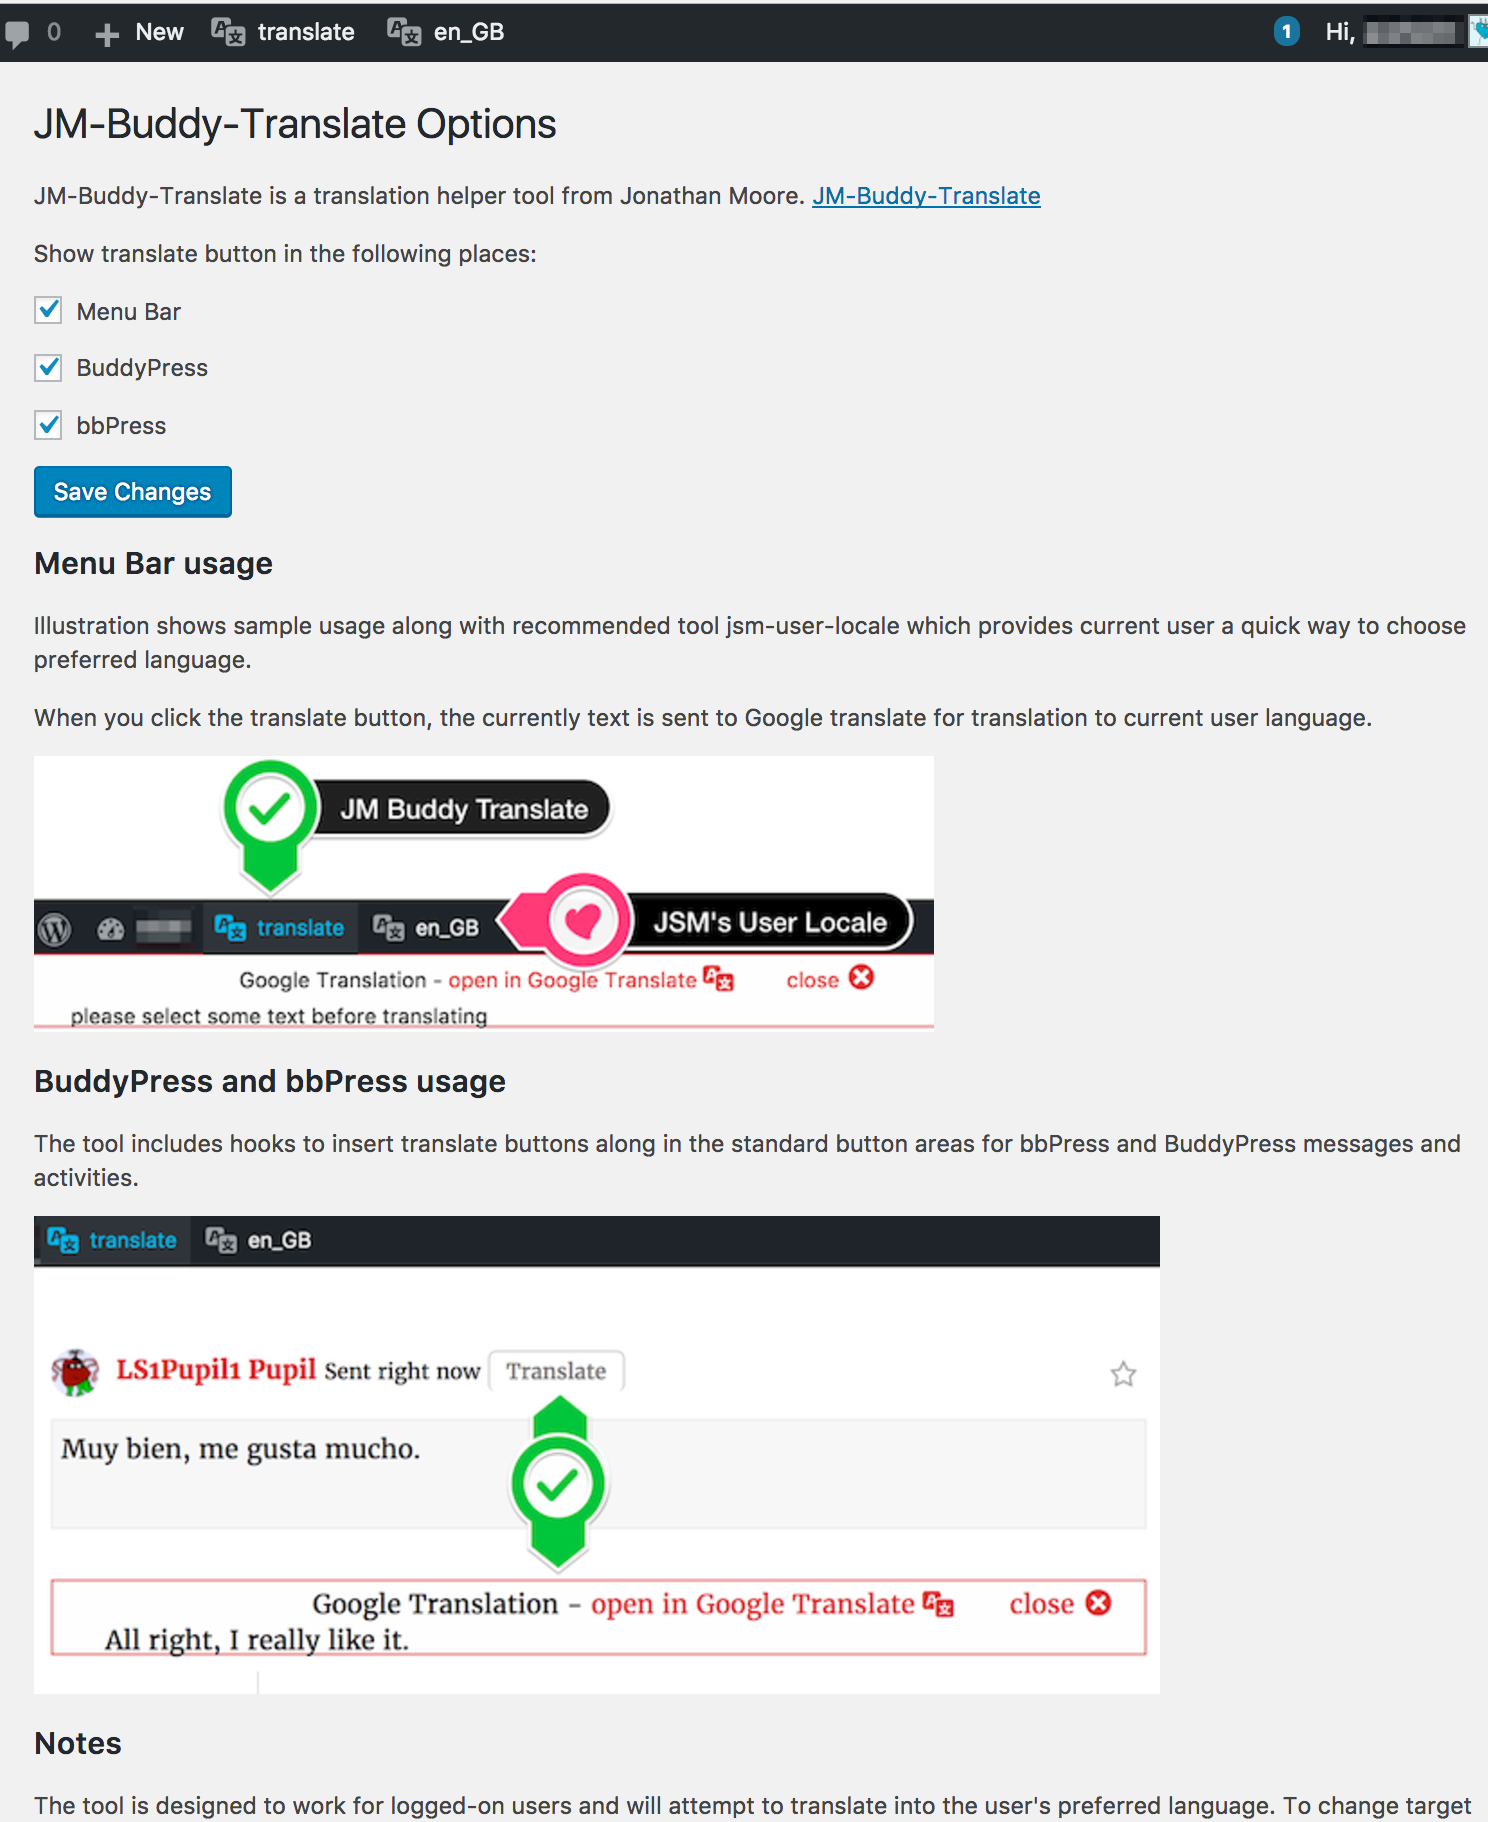 0 New translate en_GB 1 Hi,
JM-Buddy-Translate Options
JM-Buddy-Translate is a translation helper tool from Jonathan Moore. JM-Buddy-Translate
Show translate button in the following places:
Menu Bar
BuddyPress
bbPress
Save Changes
Menu Bar usage
Illustration shows sample usage along with recommended tool jsm-user-locale which provides current user a quick way to choose
preferred language.
When you click the translate button, the currently text is sent to Google translate for translation to current user language.
JM Buddy Translate
translate en_GB JSM's User Locale
Google Translation - open in Google Translate close
please select some text before translating
BuddyPress and bbPress usage
The tool includes hooks to insert translate buttons along in the standard button areas for bbPress and BuddyPress messages and
activities.
translate en_GB
LS1Pupil1 Pupil Sent right now Translate
Muy bien, me gusta mucho.
Google Translation - open in Google Translate close
All right, I really like it.
Notes
The tool is designed to work for logged-on users and will attempt to translate into the user's preferred language. To change target